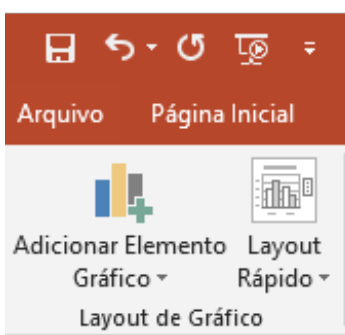 Arquivo Página Inicial
Adicionar Elemento Gráfico
Layout Rápido
Layout de Gráfico